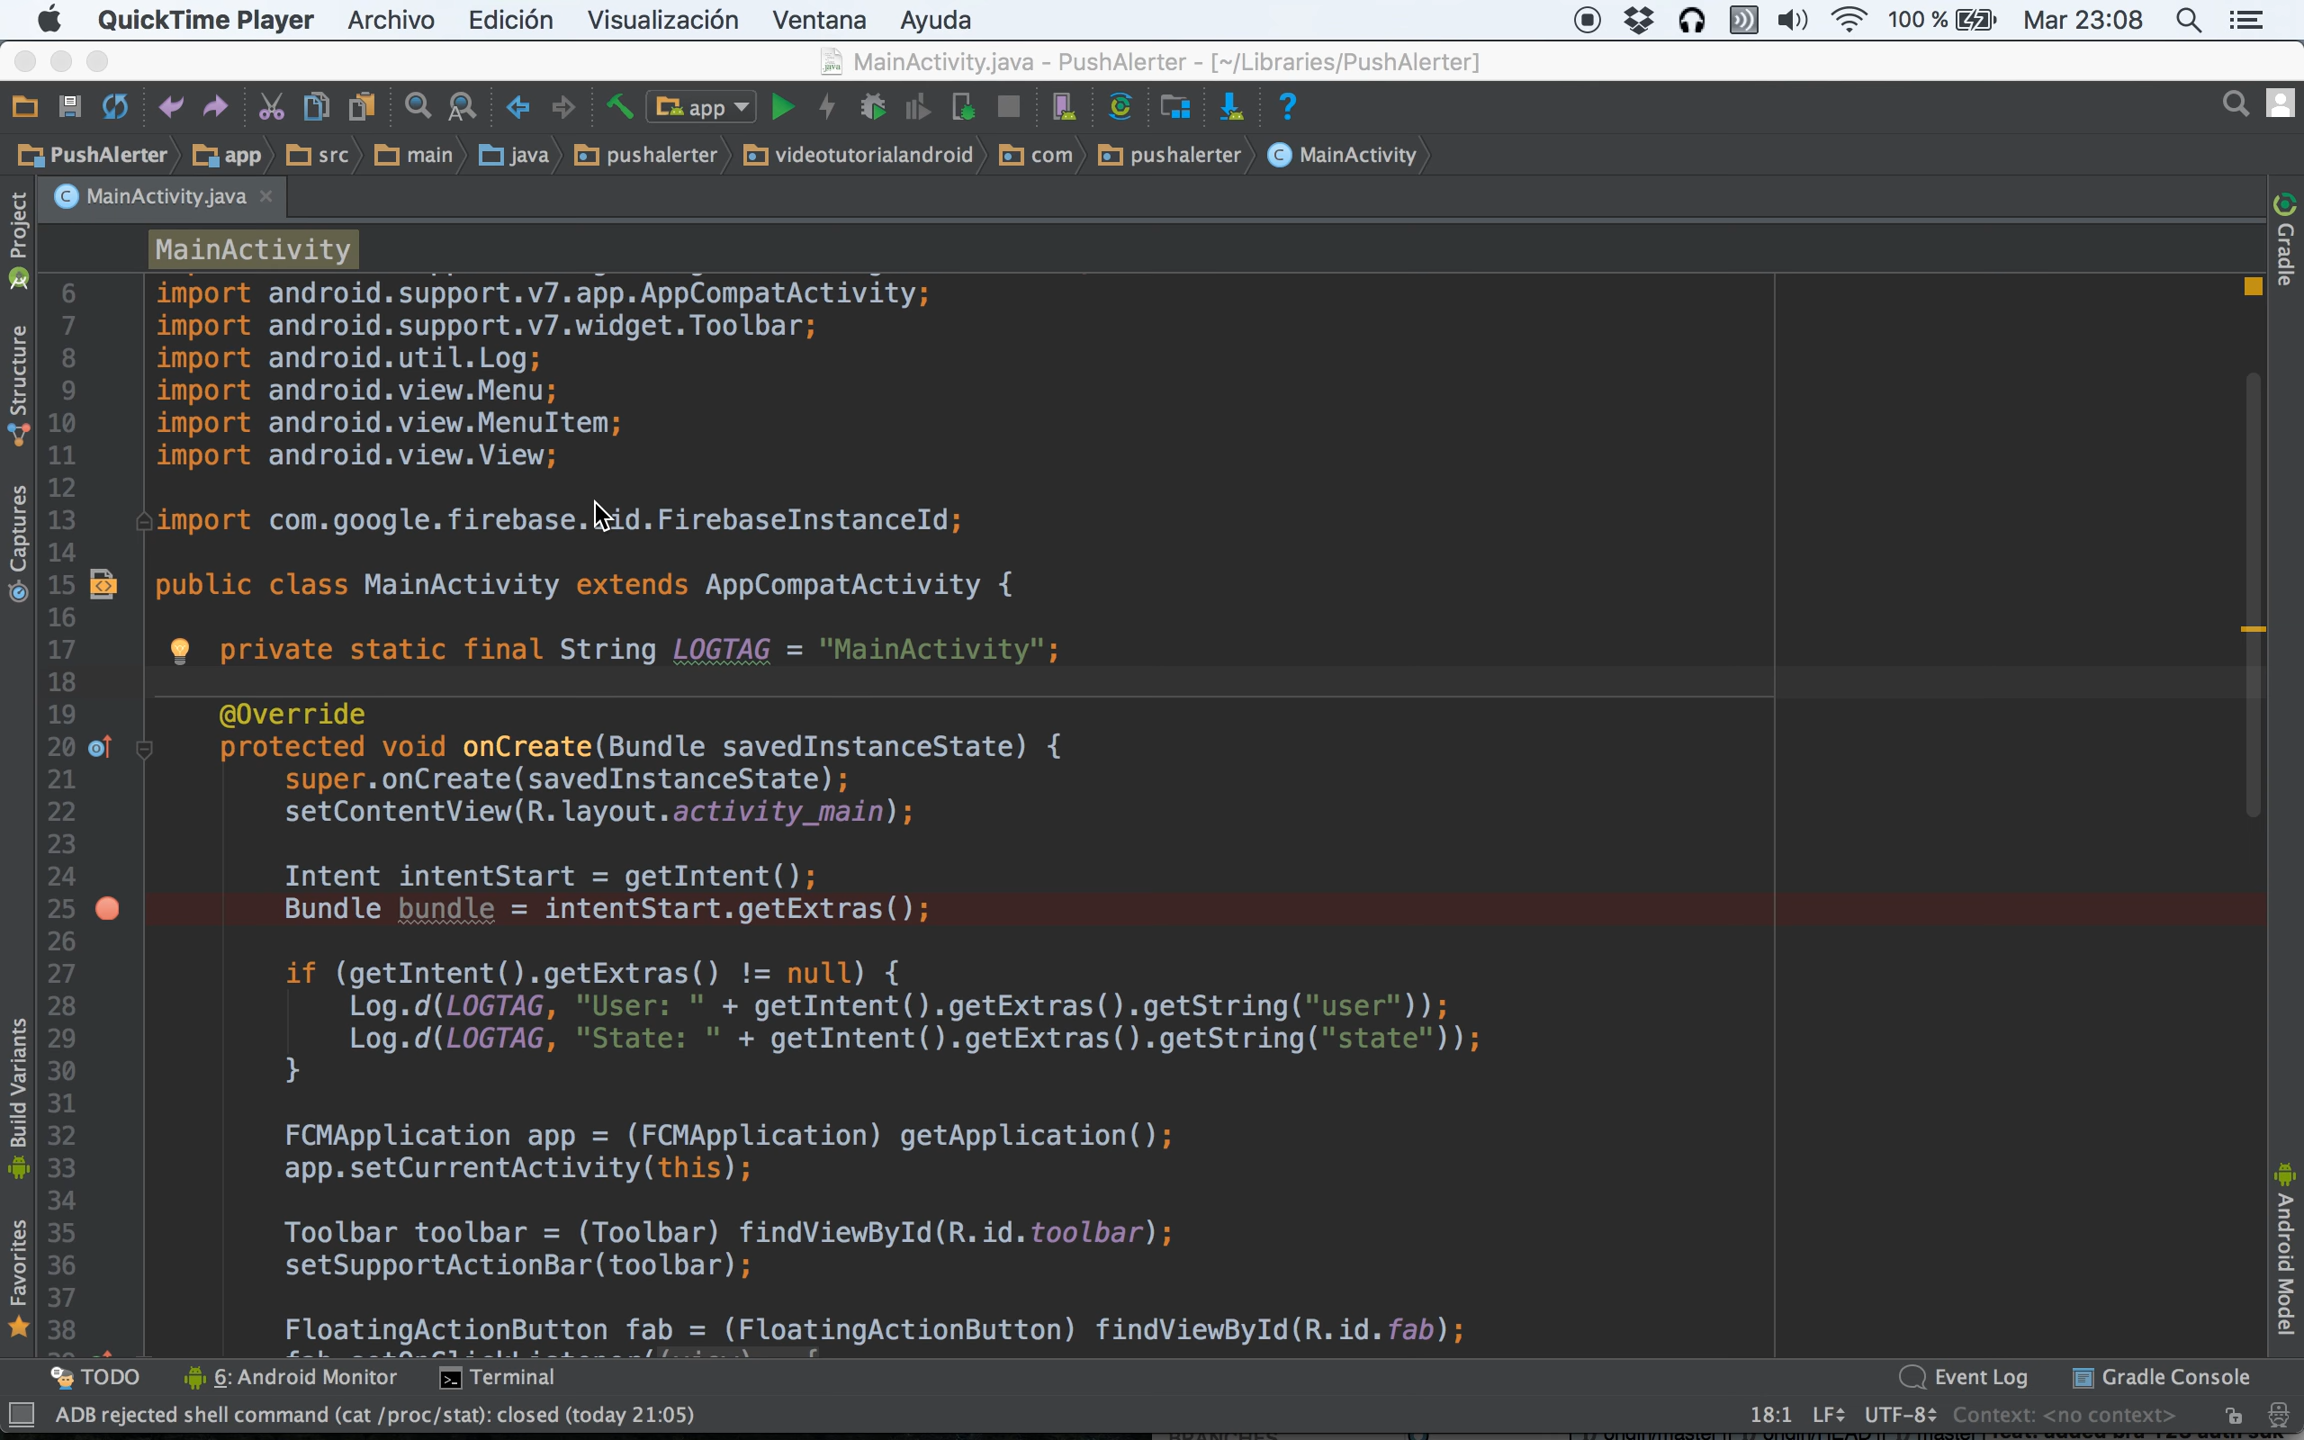 QuickTime Player Archivo Edición Visualización Ventana Ayuda 100 % Mar 23:08
MainActivity.java - PushAlerter - [~/Libraries/PushAlerter]
app
PushAlerter app src main java pushalerter videotutorialandroid com pushalerter MainActivity
MainActivity.java
MainActivity
6 import android.support.v7.app.AppCompatActivity;
7 import android.support.v7.widget.Toolbar;
8 import android.util.Log;
9 import android.view.Menu;
10 import android.view.MenuItem;
11 import android.view.View;
12
13 import com.google.firebase.iid.FirebaseInstanceId;
14
15 public class MainActivity extends AppCompatActivity {
16
17 private static final String LOGTAG = "MainActivity";
18
19 @Override
20 protected void onCreate(Bundle savedInstanceState) {
21 super.onCreate(savedInstanceState);
22 setContentView(R.layout.activity_main);
23
24 Intent intentStart = getIntent();
25 Bundle bundle = intentStart.getExtras();
26
27 if (getIntent().getExtras() != null) {
28 Log.d(LOGTAG, "User: " + getIntent().getExtras().getString("user"));
29 Log.d(LOGTAG, "State: " + getIntent().getExtras().getString("state"));
30 }
31
32 FCMApplication app = (FCMApplication) getApplication();
33 app.setCurrentActivity(this);
34
35 Toolbar toolbar = (Toolbar) findViewById(R.id.toolbar);
36 setSupportActionBar(toolbar);
37
38 FloatingActionButton fab = (FloatingActionButton) findViewById(R.id.fab);
Project
Structure
Captures
Build Variants
Favorites
Gradle
Android Model
TODO 6: Android Monitor Terminal Event Log Gradle Console
ADB rejected shell command (cat /proc/stat): closed (today 21:05) 18:1 LF UTF-8 Context: <no context>